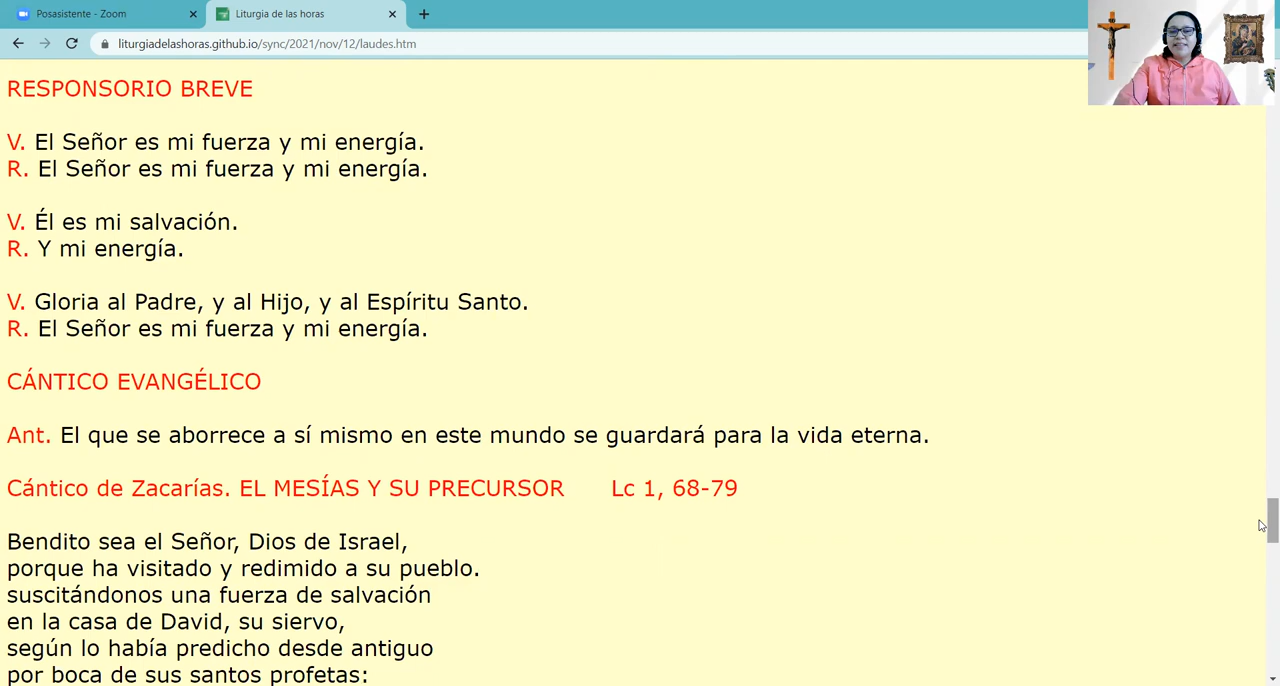 Posasistente - Zoom
Liturgia de las horas
liturgiadelashoras.github.io/sync/2021/nov/12/laudes.htm
RESPONSORIO BREVE
V. El Señor es mi fuerza y mi energía.
R. El Señor es mi fuerza y mi energía.
V. Él es mi salvación.
R. Y mi energía.
V. Gloria al Padre, y al Hijo, y al Espíritu Santo.
R. El Señor es mi fuerza y mi energía.
CÁNTICO EVANGÉLICO
Ant. El que se aborrece a sí mismo en este mundo se guardará para la vida eterna.
Cántico de Zacarías. EL MESÍAS Y SU PRECURSOR Lc 1, 68-79
Bendito sea el Señor, Dios de Israel,
porque ha visitado y redimido a su pueblo.
suscitándonos una fuerza de salvación
en la casa de David, su siervo,
según lo había predicho desde antiguo
por boca de sus santos profetas: